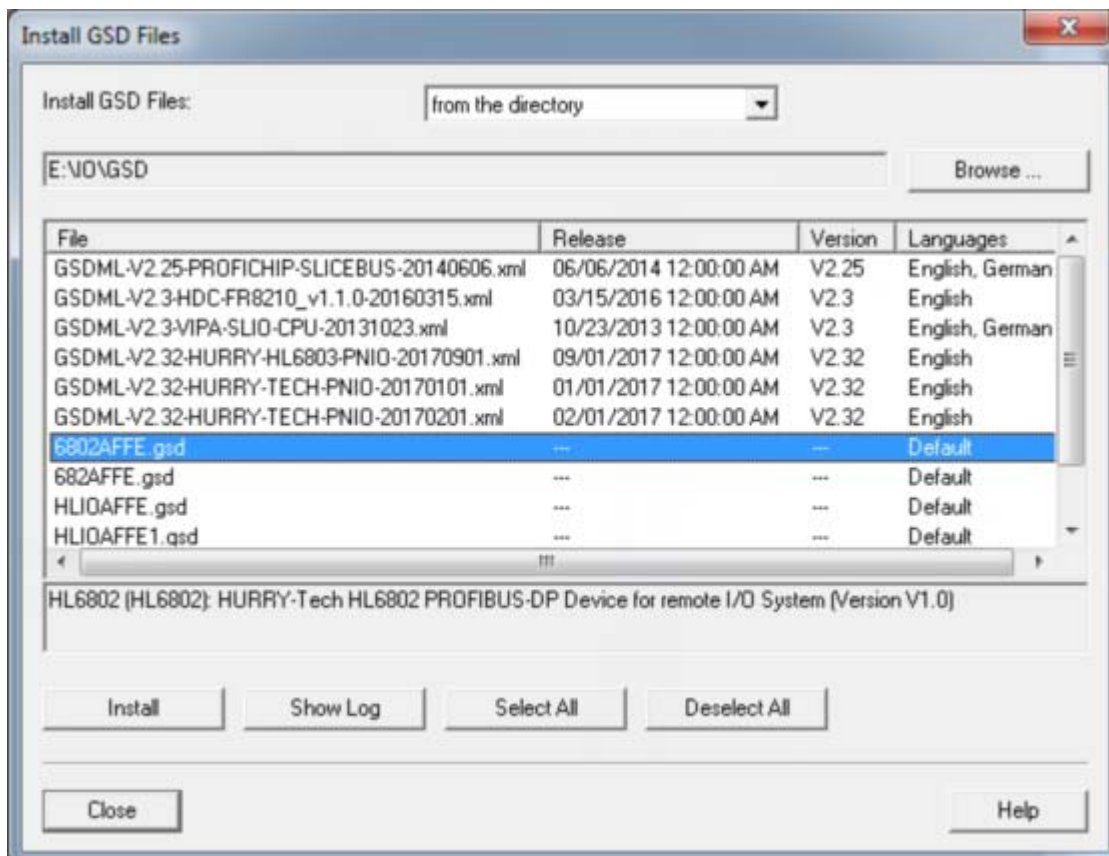 Install GSD Files
Install GSD Files: from the directory
E:\IO\GSD Browse ...
File Release Version Languages
GSDML-V2.25-PROFICHIP-SLICEBUS-20140606.xml 06/06/2014 12:00:00 AM V2.25 English, German
GSDML-V2.3-HDC-FR8210_v1.1.0-20160315.xml 03/15/2016 12:00:00 AM V2.3 English
GSDML-V2.3-VIPA-SLIO-CPU-20131023.xml 10/23/2013 12:00:00 AM V2.3 English, German
GSDML-V2.32-HURRY-HL6803-PNIO-20170901.xml 09/01/2017 12:00:00 AM V2.32 English
GSDML-V2.32-HURRY-TECH-PNIO-20170101.xml 01/01/2017 12:00:00 AM V2.32 English
GSDML-V2.32-HURRY-TECH-PNIO-20170201.xml 02/01/2017 12:00:00 AM V2.32 English
6802AFFE.gsd --- --- Default
682AFFE.gsd --- --- Default
HLIOAFFE.gsd --- --- Default
HLIOAFFE1.gsd --- --- Default
HL6802 (HL6802): HURRY-Tech HL6802 PROFIBUS-DP Device for remote I/O System (Version V1.0)
Install Show Log Select All Deselect All
Close Help